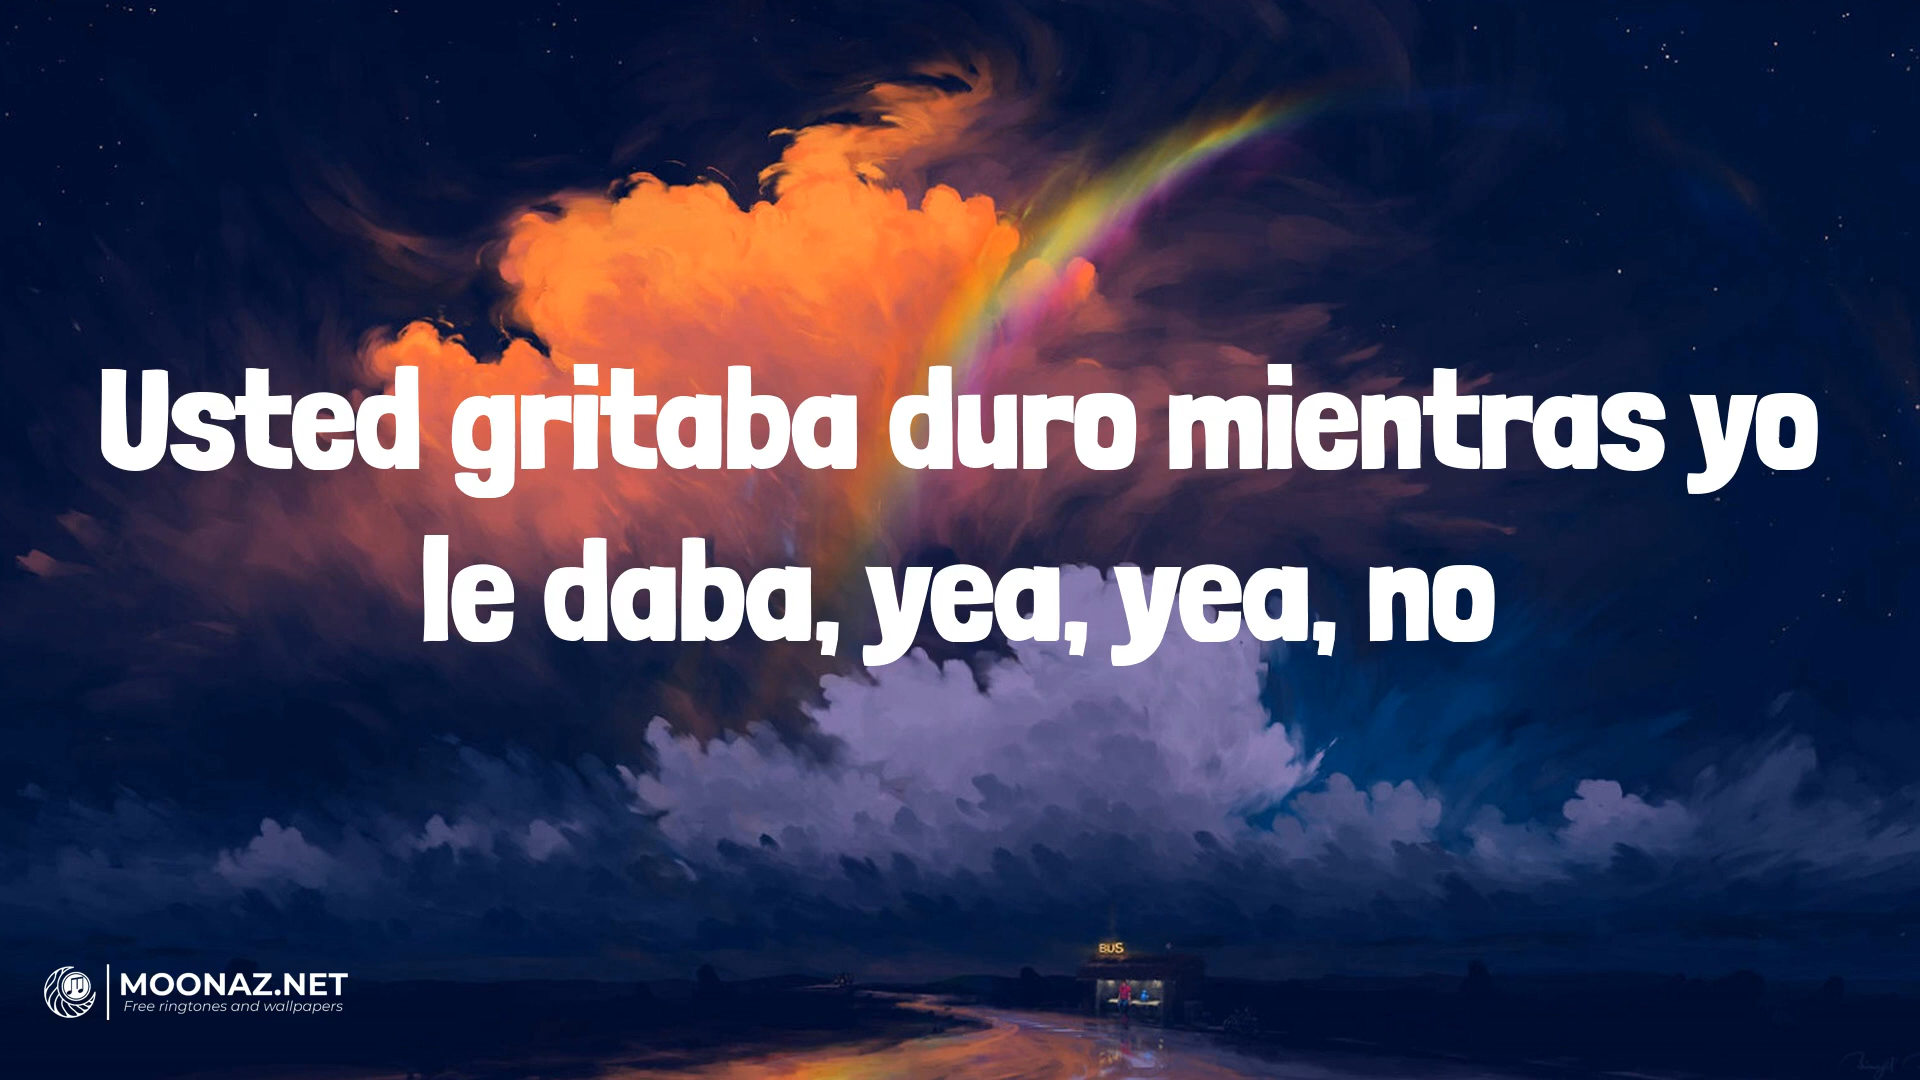 Usted gritaba duro mientras yo
le daba, yea, yea, no
BUS
MOONAZ.NET
Free ringtones and wallpapers